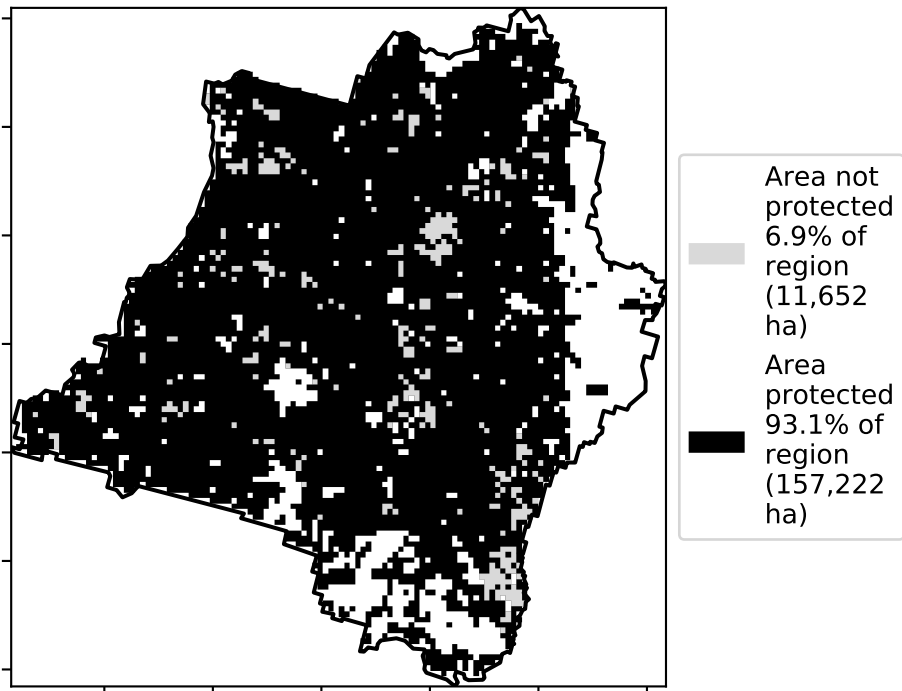 Area not
protected
6.9% of
region
(11,652
ha)
Area
protected
93.1% of
region
(157,222
ha)